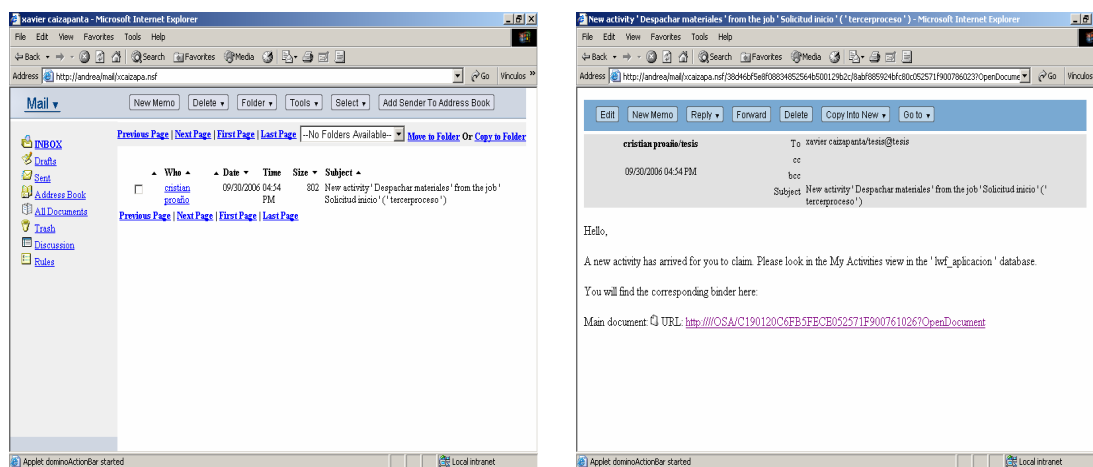 xavier caizapanta - Microsoft Internet Explorer
File Edit View Favorites Tools Help
Back Search Favorites Media
Address http://andrea/mail/xcaizapa.nsf Go Vinculos »
Mail
New Memo Delete Folder Tools Select Add Sender To Address Book
INBOX
Drafts
Sent
Address Book
All Documents
Trash
Discussion
Rules
Previous Page | Next Page | First Page | Last Page --No Folders Available-- Move to Folder Or Copy to Folder
Who Date Time Size Subject
cristian 09/30/2006 04:54 802 New activity ' Despachar materiales ' from the job '
proaño PM Solicitud inicio ' ( ' tercerproceso ' )
Previous Page | Next Page | First Page | Last Page
Applet dominoActionBar started Local intranet
New activity ' Despachar materiales ' from the job ' Solicitud inicio ' ( ' tercerproceso ' ) - Microsoft Internet Explorer
File Edit View Favorites Tools Help
Back Search Favorites Media
Address Go Vinculos
Edit New Memo Reply Forward Delete Copy Into New Go to
cristian proaño/tesis To xavier caizapanta/tesis@tesis
cc
09/30/2006 04:54 PM bcc
Subject New activity ' Despachar materiales ' from the job ' Solicitud inicio ' ( '
tercerproceso ' )
Hello,
A new activity has arrived for you to claim. Please look in the My Activities view in the ' lwf_aplicacion ' database.
You will find the corresponding binder here:
Main document: URL: http:////OSA/C190120C6FB5FECE052571F900761026?OpenDocument
Applet dominoActionBar started Local intranet